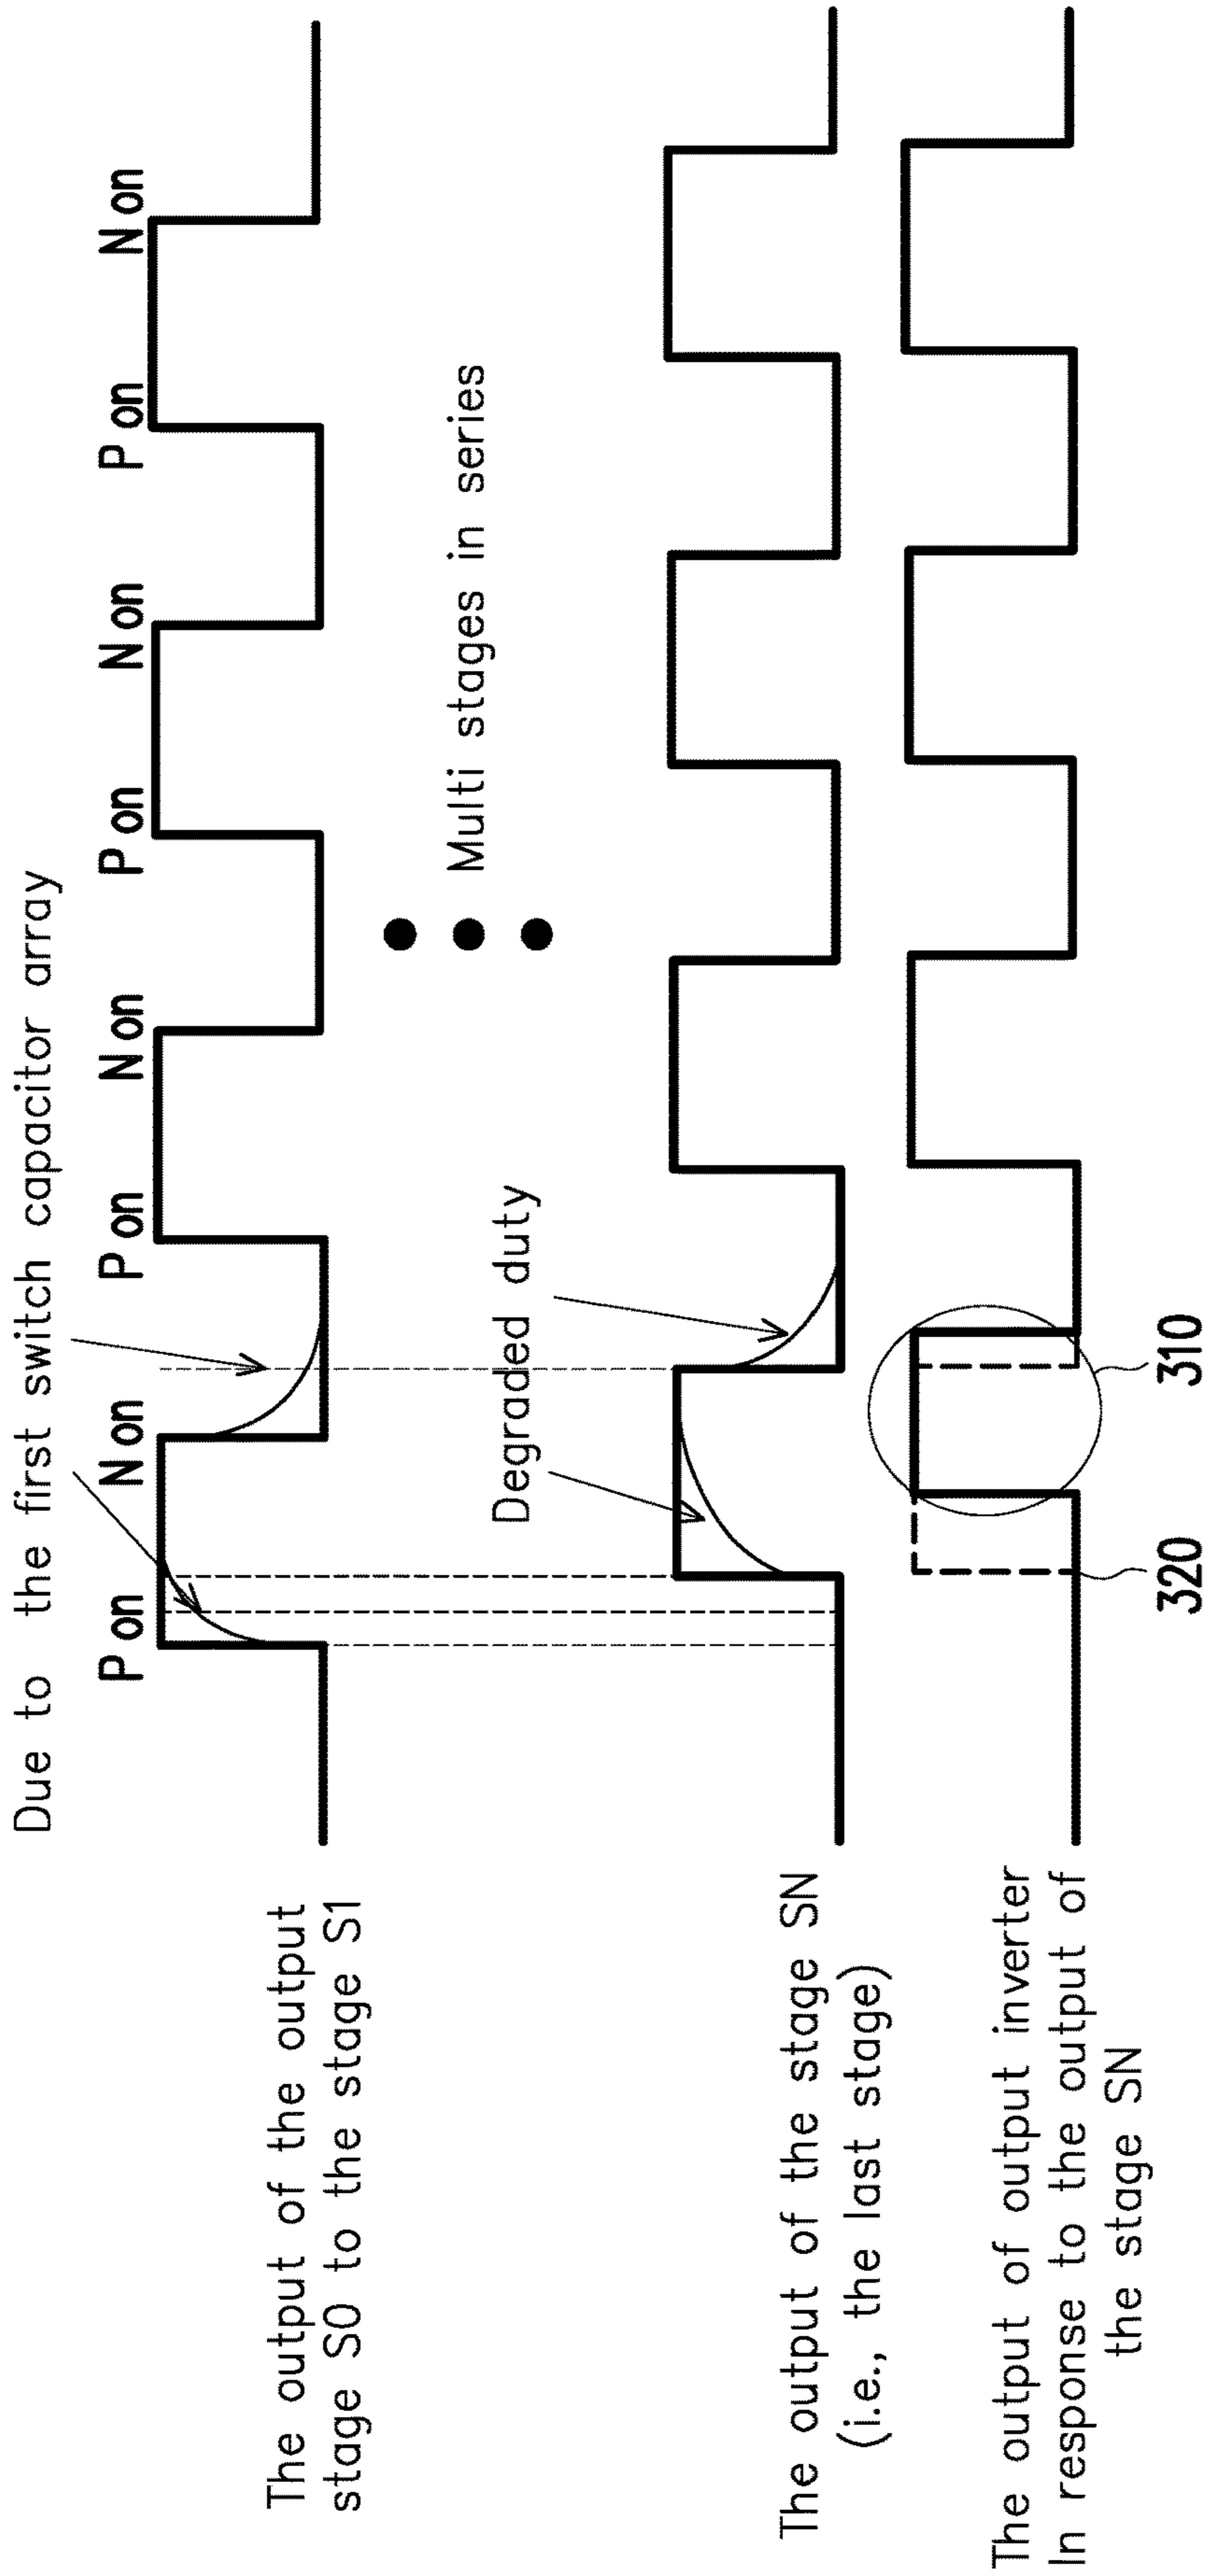 Due to the first switch capacitor array
P on N on P on N on P on N on P on N on
The output of the output
stage S0 to the stage S1
Multi stages in series
Degraded duty
The output of the stage SN
(i.e., the last stage)
The output of output inverter
In response to the output of
the stage SN
320
310